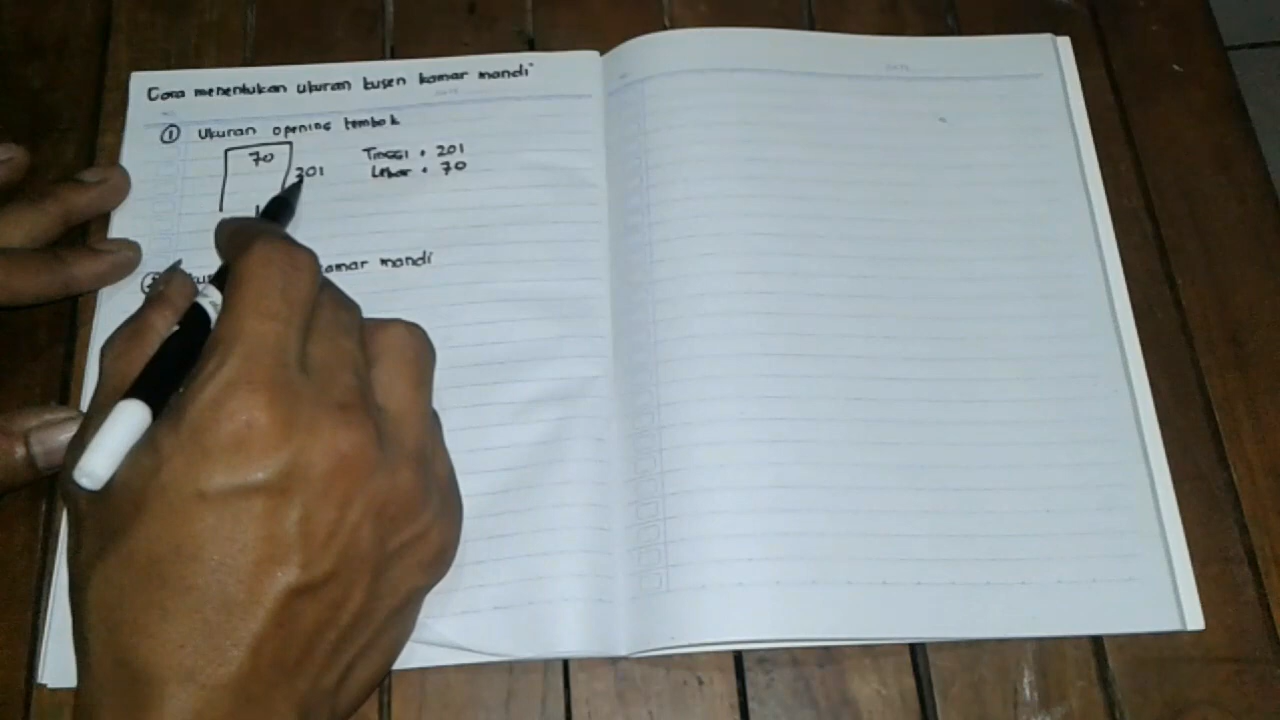 Cara menentukan ukuran kusen kamar mandi
① Ukuran opening tembok
70
201
Tinggi = 201
Lebar = 70
kamar mandi